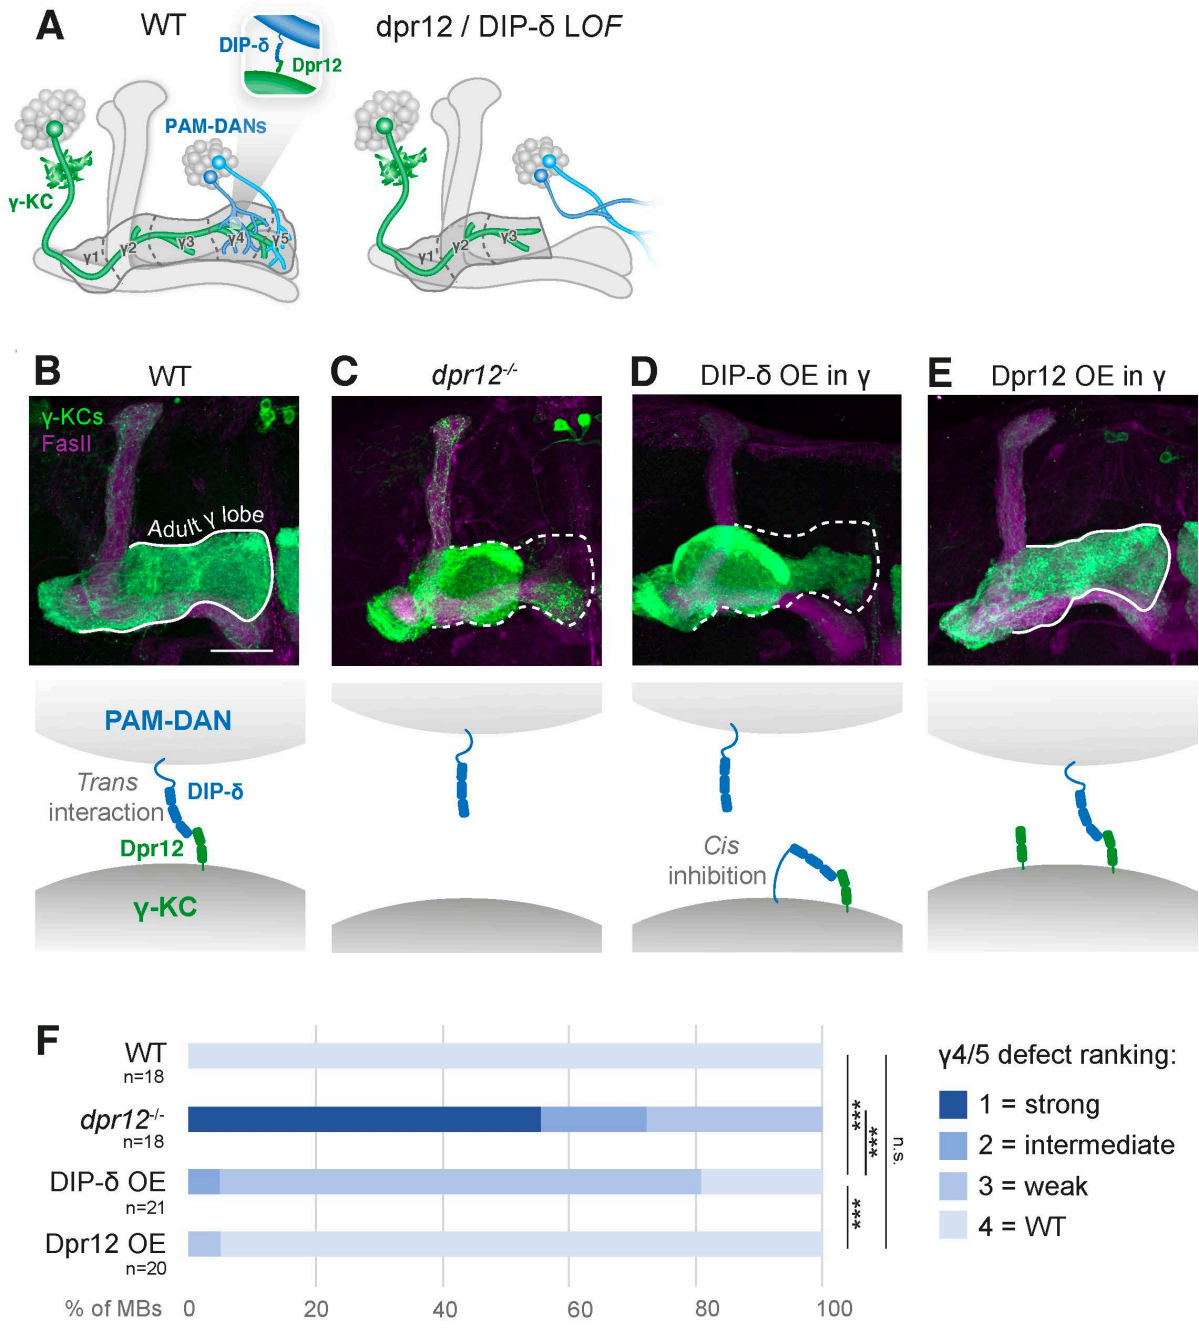 A WT dpr12 / DIP-δ LOF
DIP-δ
Dpr12
PAM-DANs
γ-KC
γ1 γ2 γ3 γ4 γ5
γ1 γ2 γ3
B WT
C dpr12-/-
D DIP-δ OE in γ
E Dpr12 OE in γ
γ-KCs
FasII
Adult γ lobe
PAM-DAN
Trans
interaction
DIP-δ
Dpr12
γ-KC
Cis
inhibition
F
WT
n=18
dpr12-/-
n=18
DIP-δ OE
n=21
Dpr12 OE
n=20
% of MBs 0 20 40 60 80 100
***
***
***
n.s.
γ4/5 defect ranking:
1 = strong
2 = intermediate
3 = weak
4 = WT